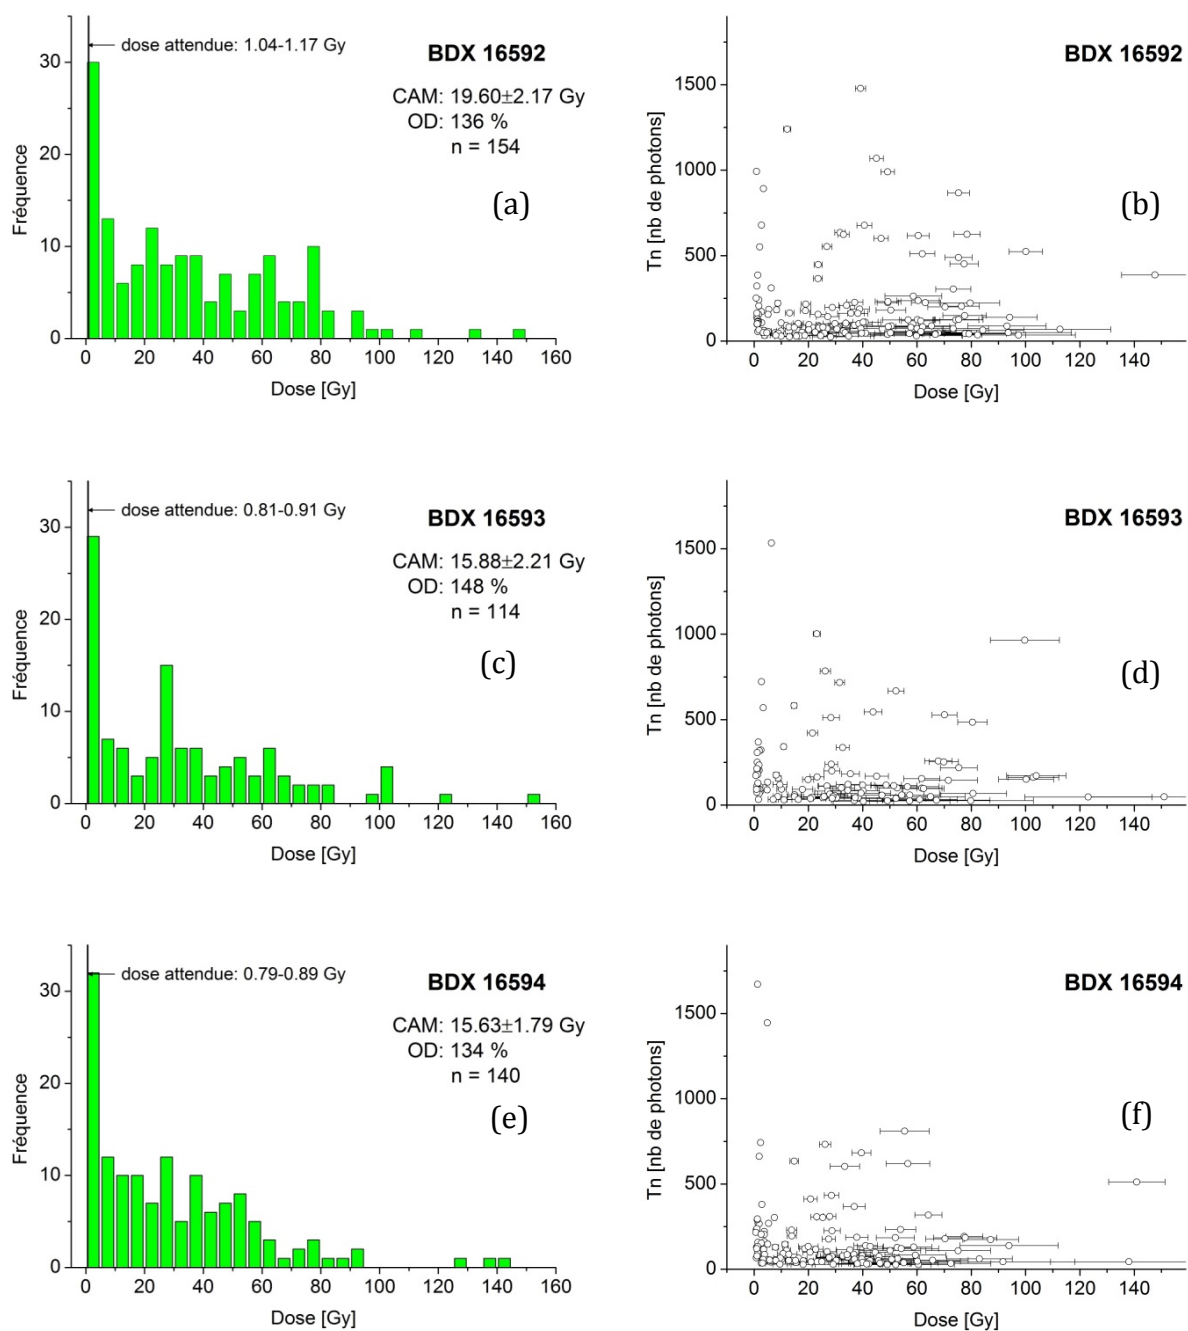 dose attendue: 1.04-1.17 Gy
BDX 16592
CAM: 19.60±2.17 Gy
OD: 136 %
n = 154
(a)
Fréquence
30
20
10
0
0 20 40 60 80 100 120 140 160
Dose [Gy]
BDX 16592
(b)
Tn [nb de photons]
1500
1000
500
0
0 20 40 60 80 100 120 140
Dose [Gy]
dose attendue: 0.81-0.91 Gy
BDX 16593
CAM: 15.88±2.21 Gy
OD: 148 %
n = 114
(c)
Fréquence
30
20
10
0
0 20 40 60 80 100 120 140 160
Dose [Gy]
BDX 16593
(d)
Tn [nb de photons]
1500
1000
500
0
0 20 40 60 80 100 120 140
Dose [Gy]
dose attendue: 0.79-0.89 Gy
BDX 16594
CAM: 15.63±1.79 Gy
OD: 134 %
n = 140
(e)
Fréquence
30
20
10
0
0 20 40 60 80 100 120 140 160
Dose [Gy]
BDX 16594
(f)
Tn [nb de photons]
1500
1000
500
0
0 20 40 60 80 100 120 140
Dose [Gy]